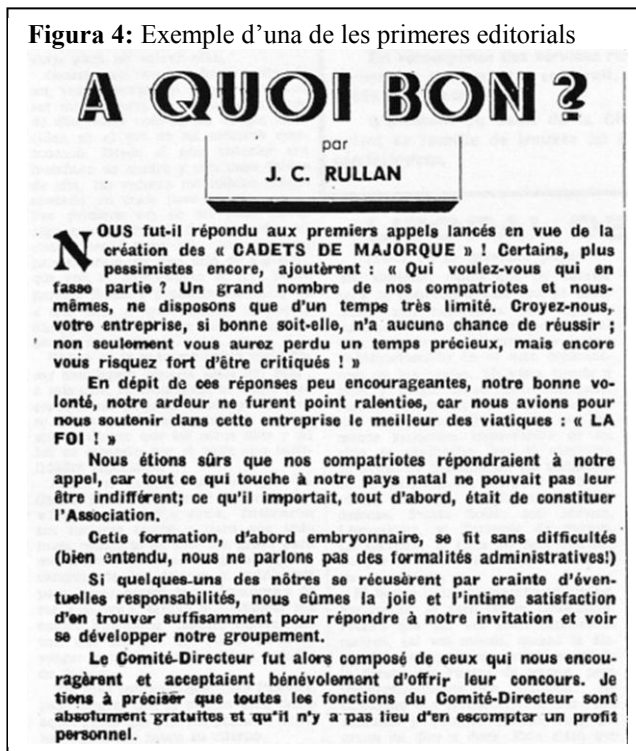 Figura 4: Exemple d’una de les primeres editorials
A QUOI BON ?
par
J. C. RULLAN
NOUS fut-il répondu aux premiers appels lancés en vue de la
création des « CADETS DE MAJORQUE » ! Certains, plus
pessimistes encore, ajoutèrent : « Qui voulez-vous qui en
fasse partie ? Un grand nombre de nos compatriotes et nous-
mêmes, ne disposons que d'un temps très limité. Croyez-nous,
votre entreprise, si bonne soit-elle, n'a aucune chance de réussir ;
non seulement vous aurez perdu un temps précieux, mais encore
vous risquez fort d'être critiqués ! »
En dépit de ces réponses peu encourageantes, notre bonne vo-
lonté, notre ardeur ne furent point ralenties, car nous avions pour
nous soutenir dans cette entreprise le meilleur des viatiques : « LA
FOI ! »
Nous étions sûrs que nos compatriotes répondraient à notre
appel, car tout ce qui touche à notre pays natal ne pouvait pas leur
être indifférent; ce qu'il importait, tout d'abord, était de constituer
l'Association.
Cette formation, d'abord embryonnaire, se fit sans difficultés
(bien entendu, nous ne parlons pas des formalités administratives!)
Si quelques-uns des nôtres se récusèrent par crainte d'éven-
tuelles responsabilités, nous eûmes la joie et l'intime satisfaction
d'en trouver suffisamment pour répondre à notre invitation et voir
se développer notre groupement.
Le Comité-Directeur fut alors composé de ceux qui nous encou-
ragèrent et acceptaient bénévolement d'offrir leur concours. Je
tiens à préciser que toutes les fonctions du Comité-Directeur sont
absolument gratuites et qu'il n'y a pas lieu d'en escompter un profit
personnel.